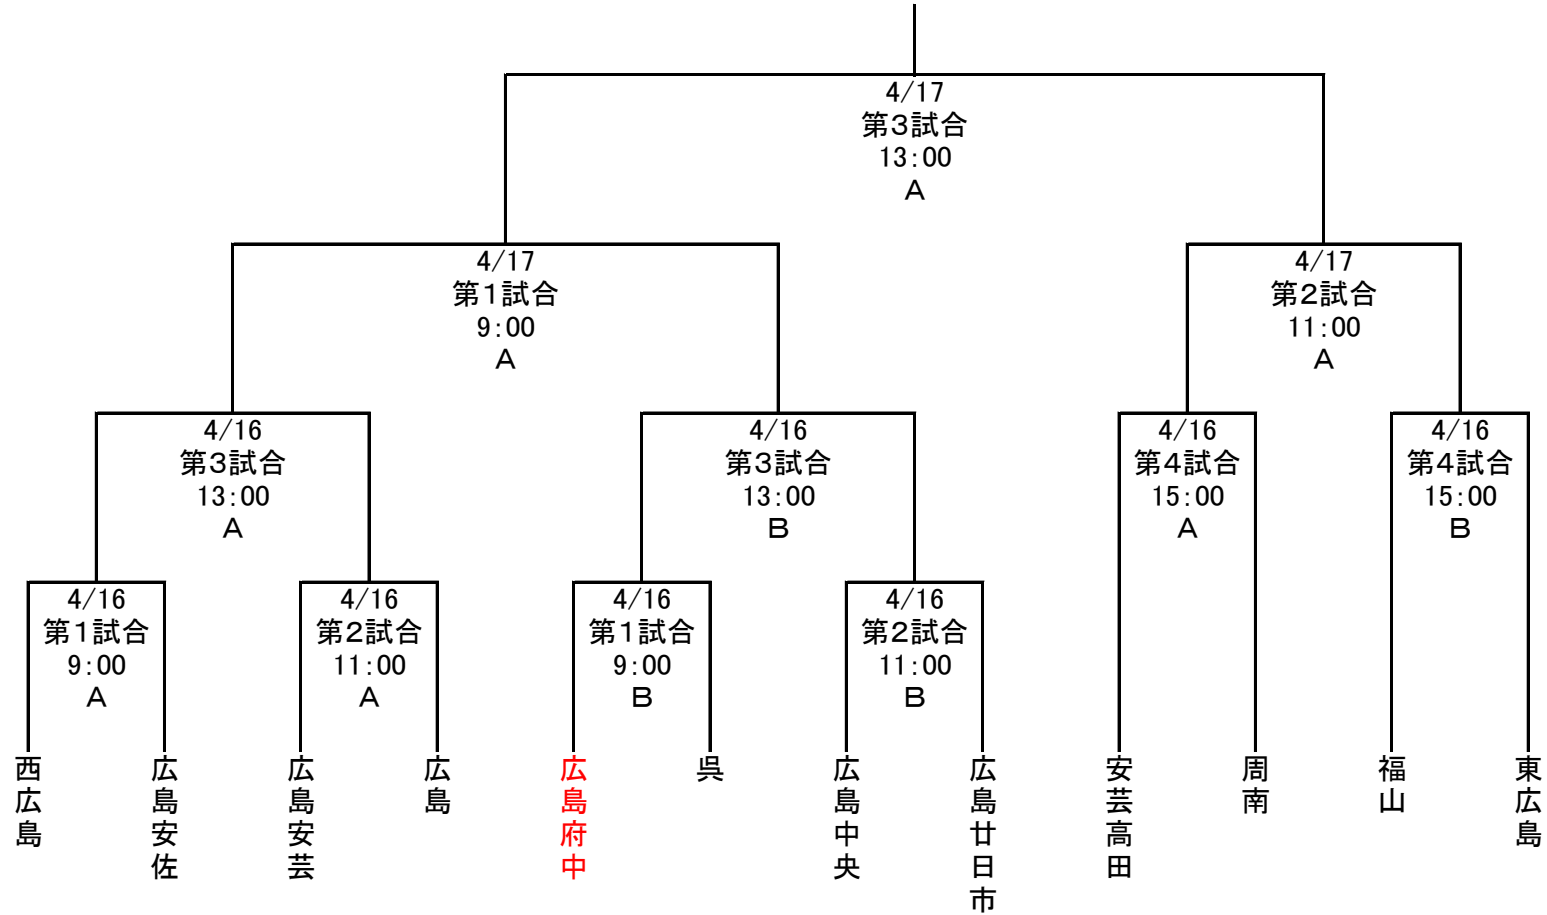 4/17
第3試合
13:00
A
4/17
第1試合
9:00
A
4/17
第2試合
11:00
A
4/16
第3試合
13:00
A
4/16
第3試合
13:00
B
4/16
第4試合
15:00
A
4/16
第4試合
15:00
B
4/16
第1試合
9:00
A
4/16
第2試合
11:00
A
4/16
第1試合
9:00
B
4/16
第2試合
11:00
B
西広島
広島安佐
広島安芸
広島
広島府中
呉
広島中央
広島廿日市
安芸高田
周南
福山
東広島